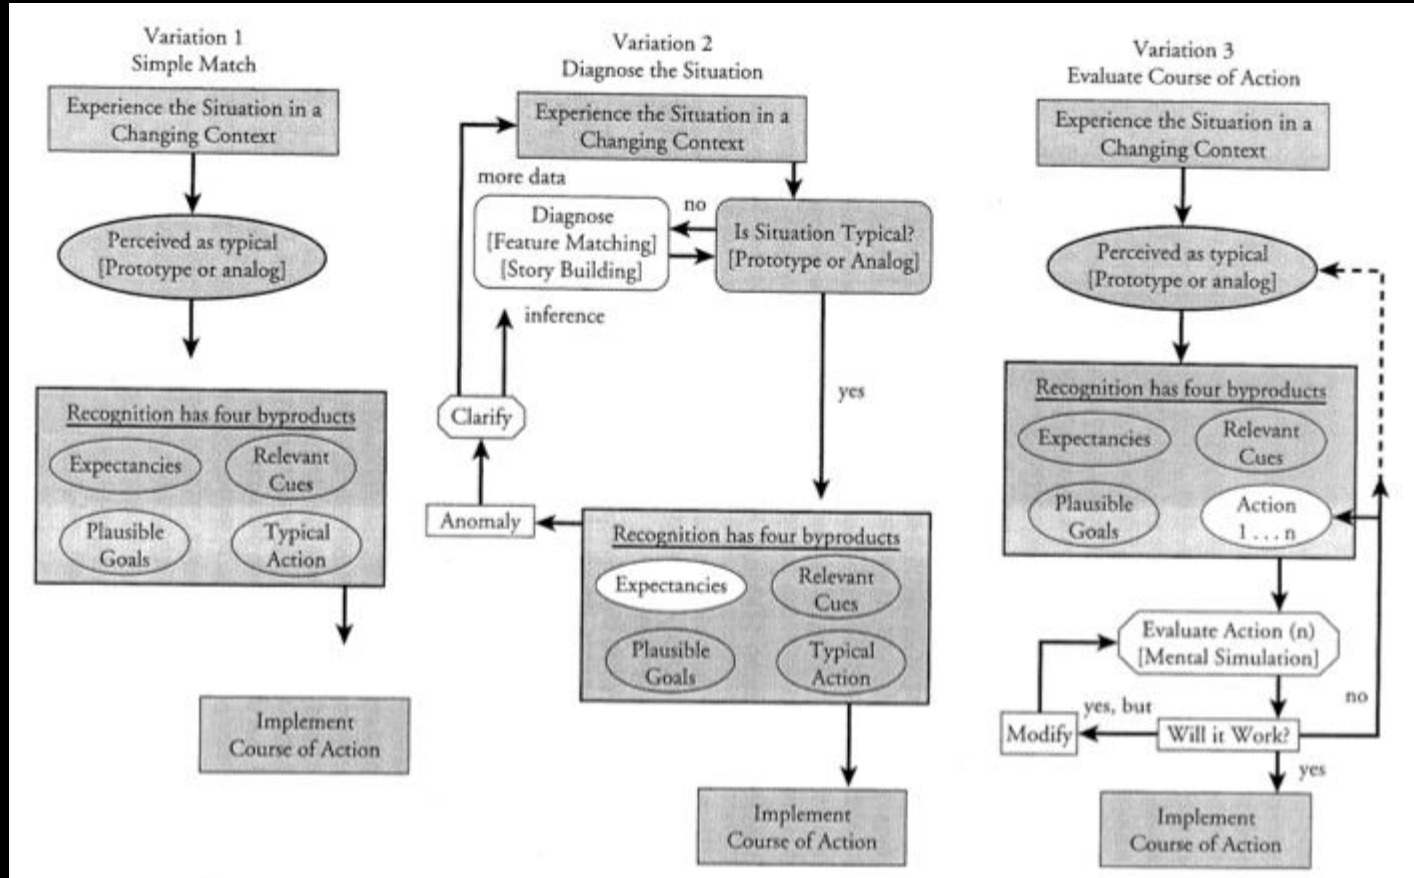 Variation 1
Simple Match
Experience the Situation in a
Changing Context
Perceived as typical
[Prototype or analog]
Recognition has four byproducts
Expectancies
Relevant
Cues
Plausible
Goals
Typical
Action
Implement
Course of Action
Variation 2
Diagnose the Situation
Experience the Situation in a
Changing Context
more data
no
Diagnose
[Feature Matching]
[Story Building]
Is Situation Typical?
[Prototype or Analog]
inference
yes
Clarify
Anomaly
Recognition has four byproducts
Expectancies
Relevant
Cues
Plausible
Goals
Typical
Action
Implement
Course of Action
Variation 3
Evaluate Course of Action
Experience the Situation in a
Changing Context
Perceived as typical
[Prototype or analog]
Recognition has four byproducts
Expectancies
Relevant
Cues
Plausible
Goals
Action
1 . . . n
Evaluate Action (n)
[Mental Simulation]
no
yes, but
Modify
Will it Work?
yes
Implement
Course of Action